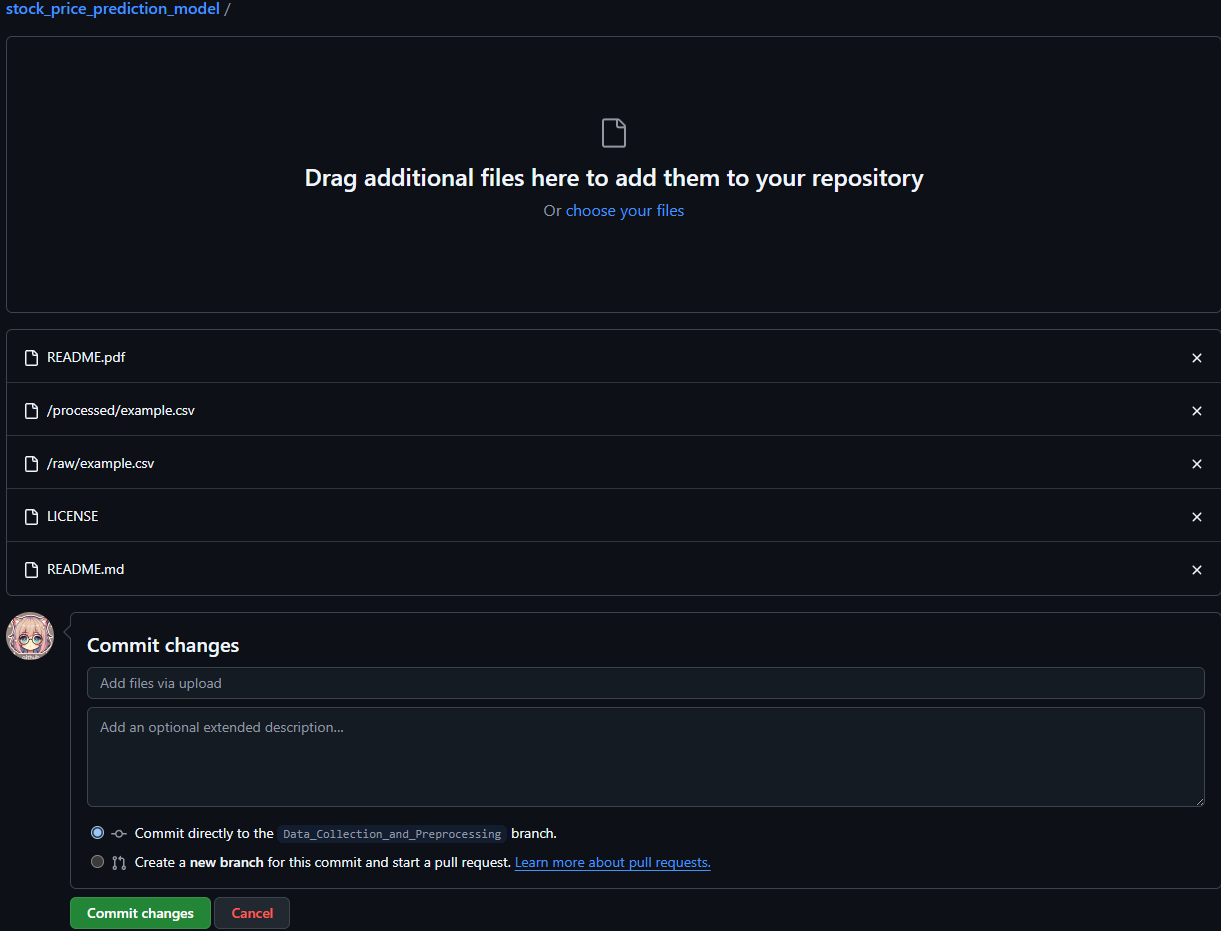 stock_price_prediction_model /
Drag additional files here to add them to your repository
Or choose your files
README.pdf
/processed/example.csv
/raw/example.csv
LICENSE
README.md
Commit changes
Add files via upload
Add an optional extended description...
Commit directly to the Data_Collection_and_Preprocessing branch.
Create a new branch for this commit and start a pull request. Learn more about pull requests.
Commit changes Cancel